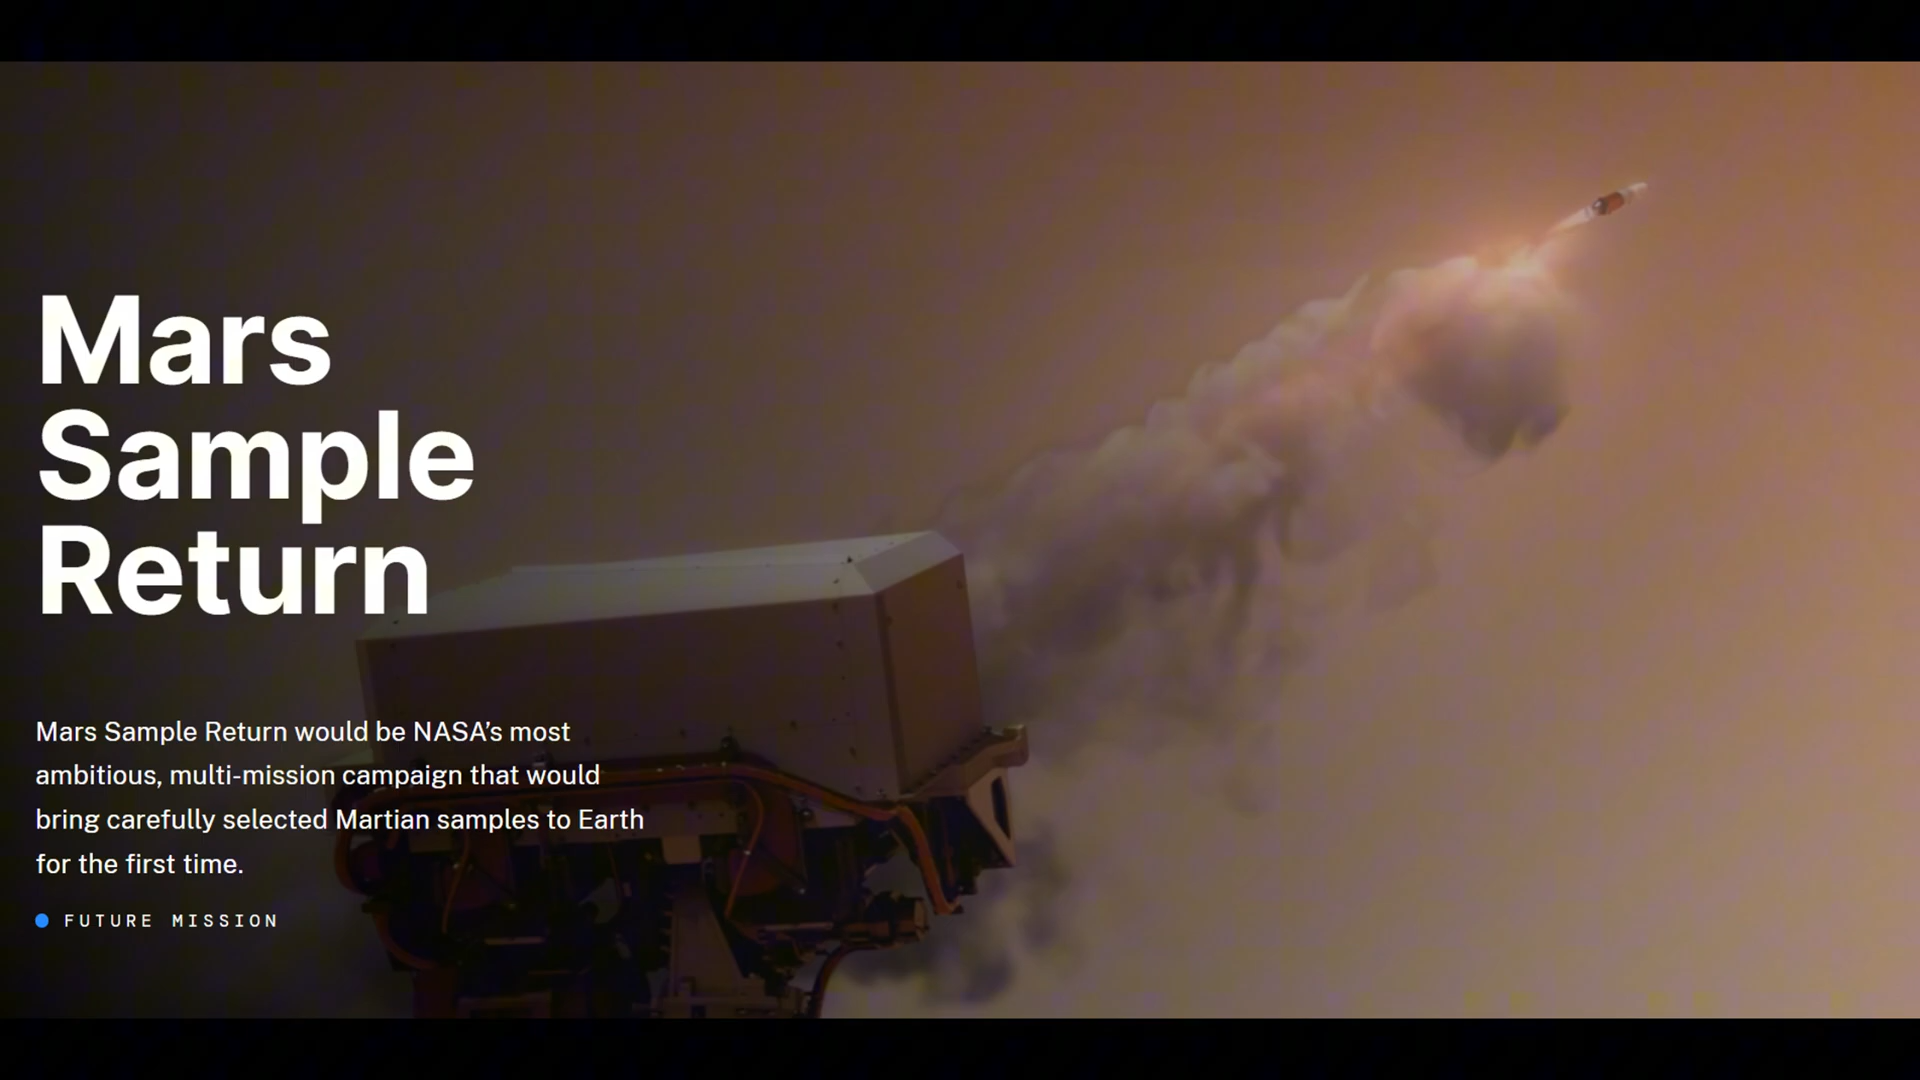 Mars
Sample
Return
Mars Sample Return would be NASA’s most
ambitious, multi-mission campaign that would
bring carefully selected Martian samples to Earth
for the first time.
FUTURE MISSION